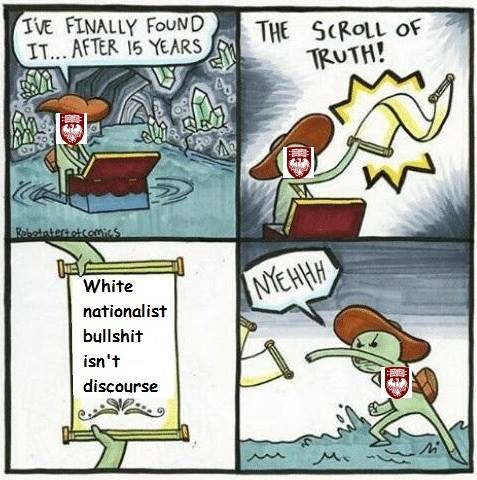 I'VE FINALLY FOUND
IT... AFTER 15 YEARS
THE SCROLL OF
TRUTH!
Robotatertotcomics
White
nationalist
bullshit
isn't
discourse
NYEHHH